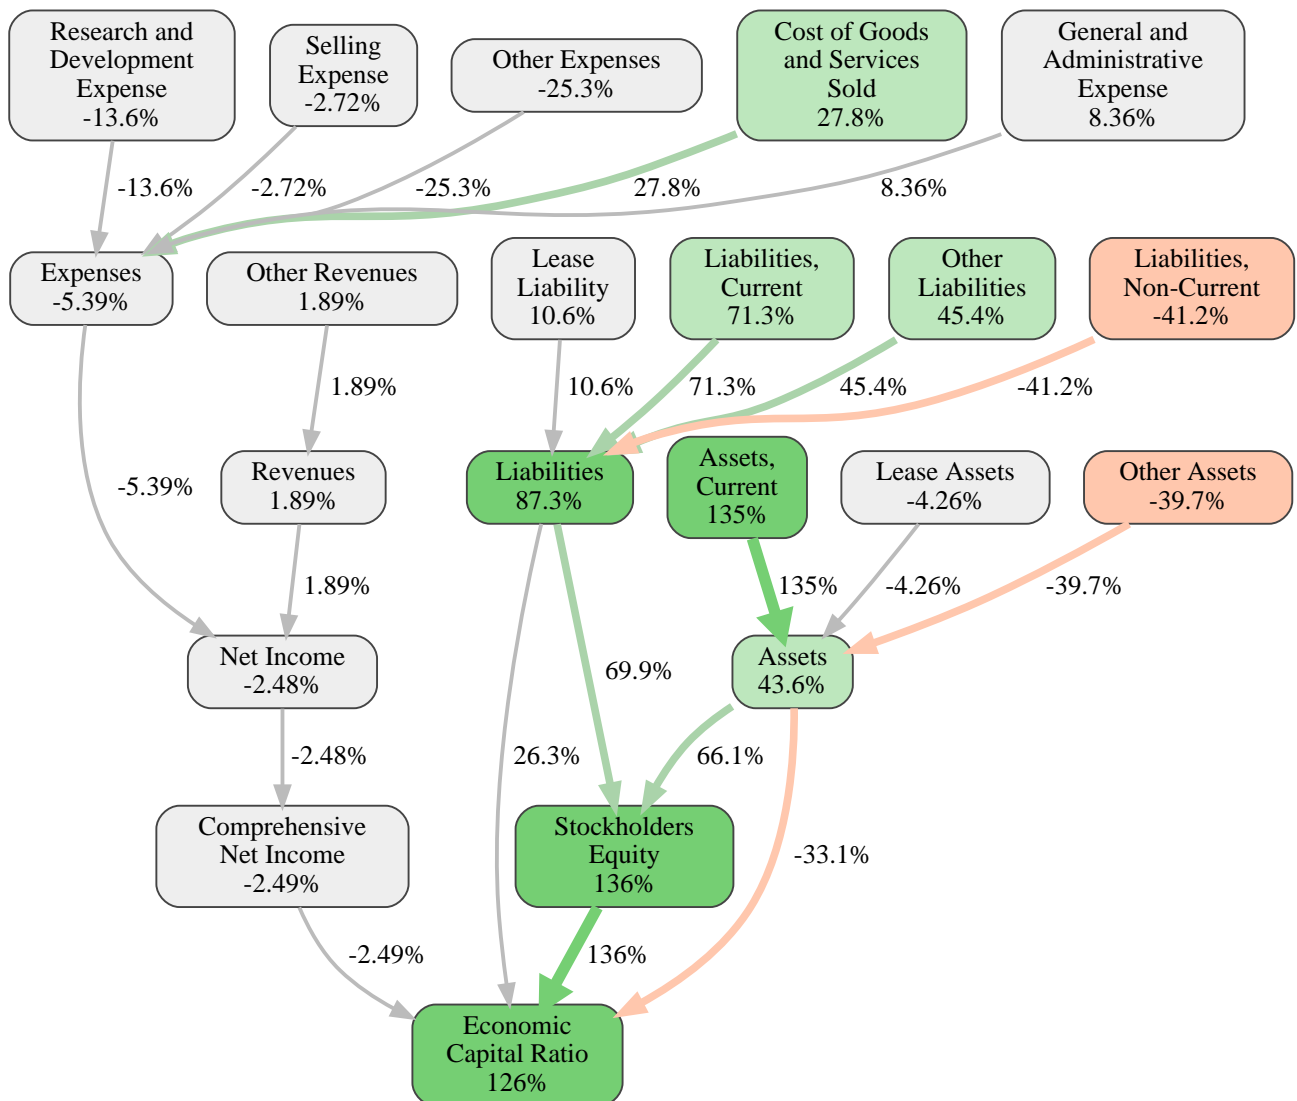 Research and
Development
Expense
-13.6%
Selling
Expense
-2.72%
Other Expenses
-25.3%
Cost of Goods
and Services
Sold
27.8%
General and
Administrative
Expense
8.36%
-13.6%
-2.72%
-25.3%
27.8%
8.36%
Expenses
-5.39%
Other Revenues
1.89%
Lease
Liability
10.6%
Liabilities,
Current
71.3%
Other
Liabilities
45.4%
Liabilities,
Non-Current
-41.2%
1.89%
10.6%
71.3%
45.4%
-41.2%
-5.39%
Revenues
1.89%
Liabilities
87.3%
Assets,
Current
135%
Lease Assets
-4.26%
Other Assets
-39.7%
1.89%
135%
-4.26%
-39.7%
Net Income
-2.48%
69.9%
Assets
43.6%
-2.48%
26.3%
66.1%
Comprehensive
Net Income
-2.49%
Stockholders
Equity
136%
-33.1%
-2.49%
136%
Economic
Capital Ratio
126%